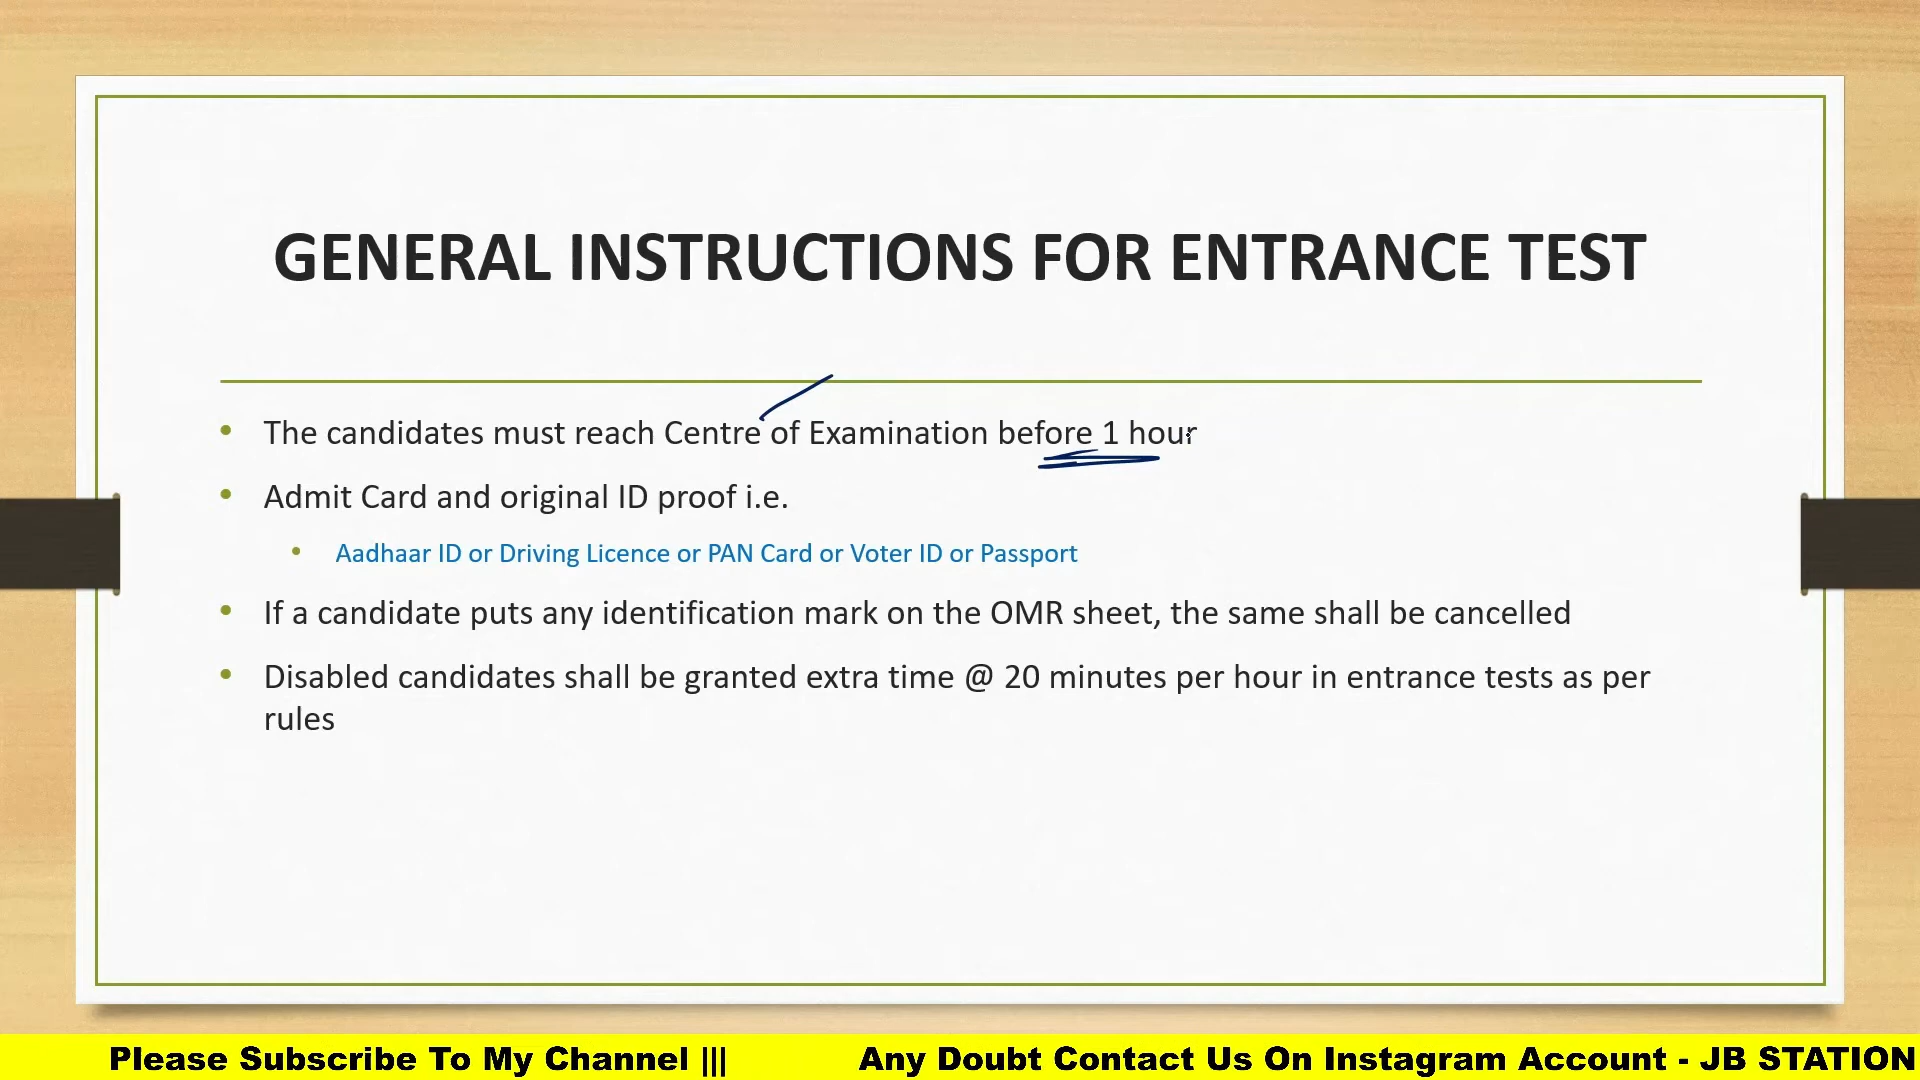 GENERAL INSTRUCTIONS FOR ENTRANCE TEST
• The candidates must reach Centre of Examination before 1 hour
• Admit Card and original ID proof i.e.
• Aadhaar ID or Driving Licence or PAN Card or Voter ID or Passport
• If a candidate puts any identification mark on the OMR sheet, the same shall be cancelled
• Disabled candidates shall be granted extra time @ 20 minutes per hour in entrance tests as per
rules
Please Subscribe To My Channel ||| Any Doubt Contact Us On Instagram Account - JB STATION